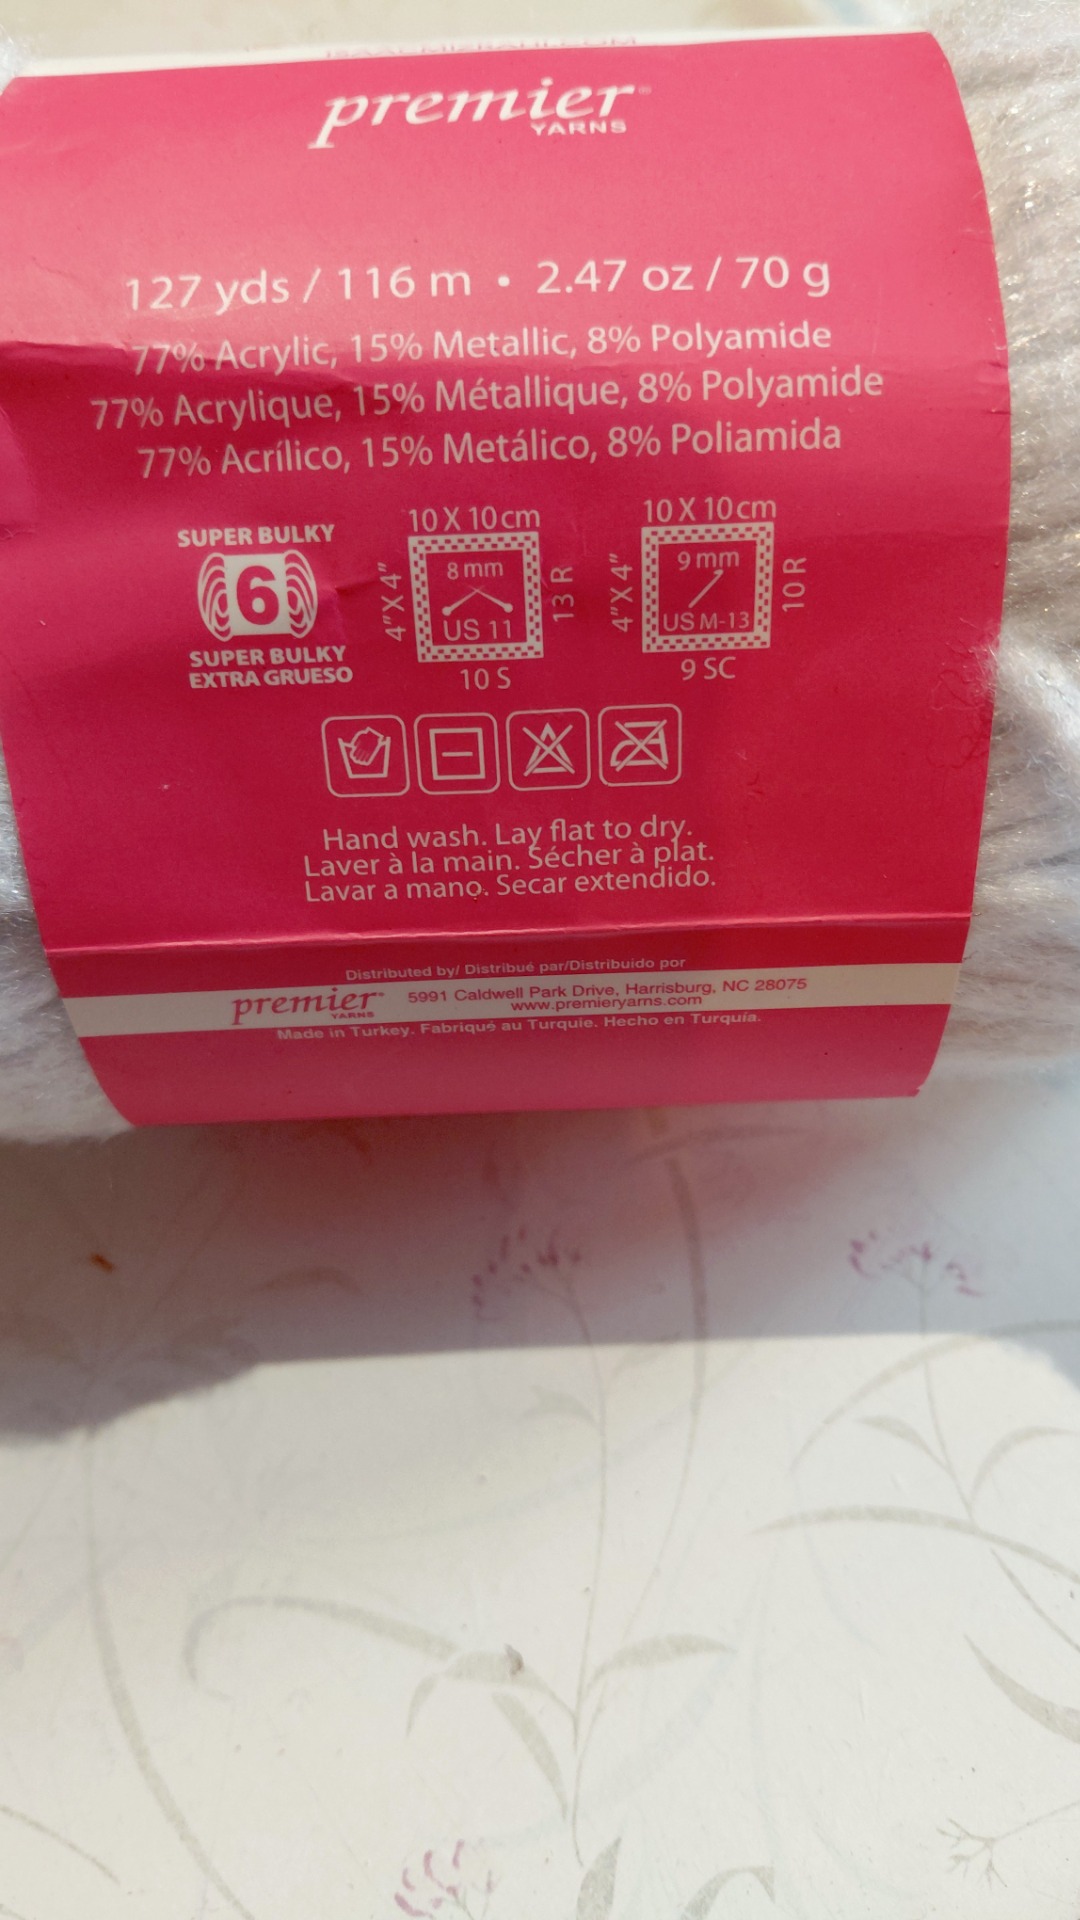 premier®
YARNS
127 yds / 116 m • 2.47 oz / 70 g
77% Acrylic, 15% Metallic, 8% Polyamide
77% Acrylique, 15% Métallique, 8% Polyamide
77% Acrílico, 15% Metálico, 8% Poliamida
SUPER BULKY
6
SUPER BULKY
EXTRA GRUESO
10 X 10 cm
4”X 4”
8 mm
US 11
13 R
10 S
10 X 10 cm
4”X 4”
9 mm
US M-13
10 R
9 SC
Hand wash. Lay flat to dry.
Laver à la main. Sécher à plat.
Lavar a mano. Secar extendido.
Distributed by/ Distribué par/Distribuido por
premier®
YARNS
5991 Caldwell Park Drive, Harrisburg, NC 28075
www.premieryarns.com
Made in Turkey. Fabriqué au Turquie. Hecho en Turquía.